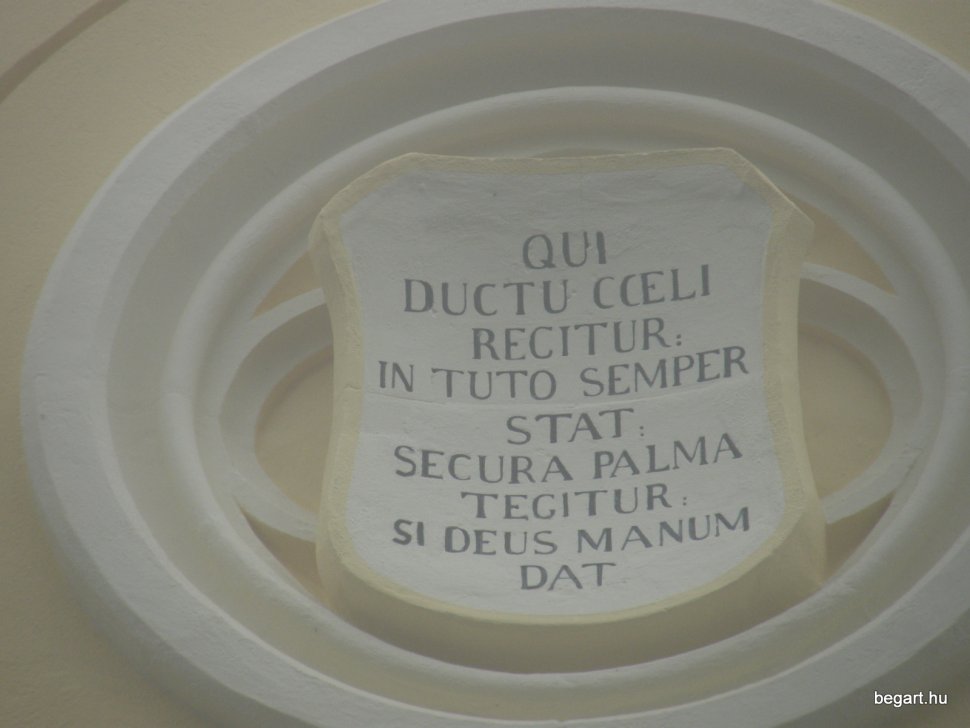 QUI
DUCTU CŒLI
RECITUR:
IN TUTO SEMPER
STAT:
SECURA PALMA
TEGITUR:
SI DEUS MANUM
DAT
begart.hu